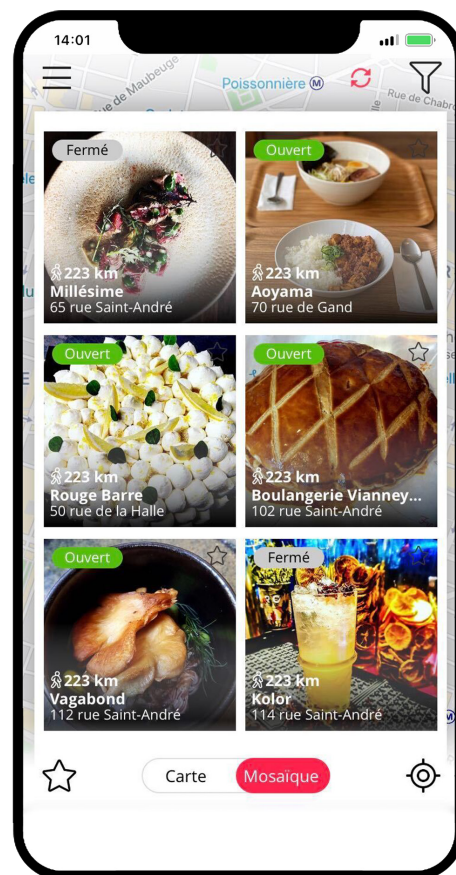 14:01
ue de Maubeuge
Poissonnière M
Rue de Chabro
Fermé
Ouvert
223 km
Millésime
65 rue Saint-André
223 km
Aoyama
70 rue de Gand
Ouvert
Ouvert
223 km
Rouge Barre
50 rue de la Halle
223 km
Boulangerie Vianney...
102 rue Saint-André
Ouvert
Fermé
223 km
Vagabond
112 rue Saint-André
223 km
Kolor
114 rue Saint-André
Carte
Mosaïque